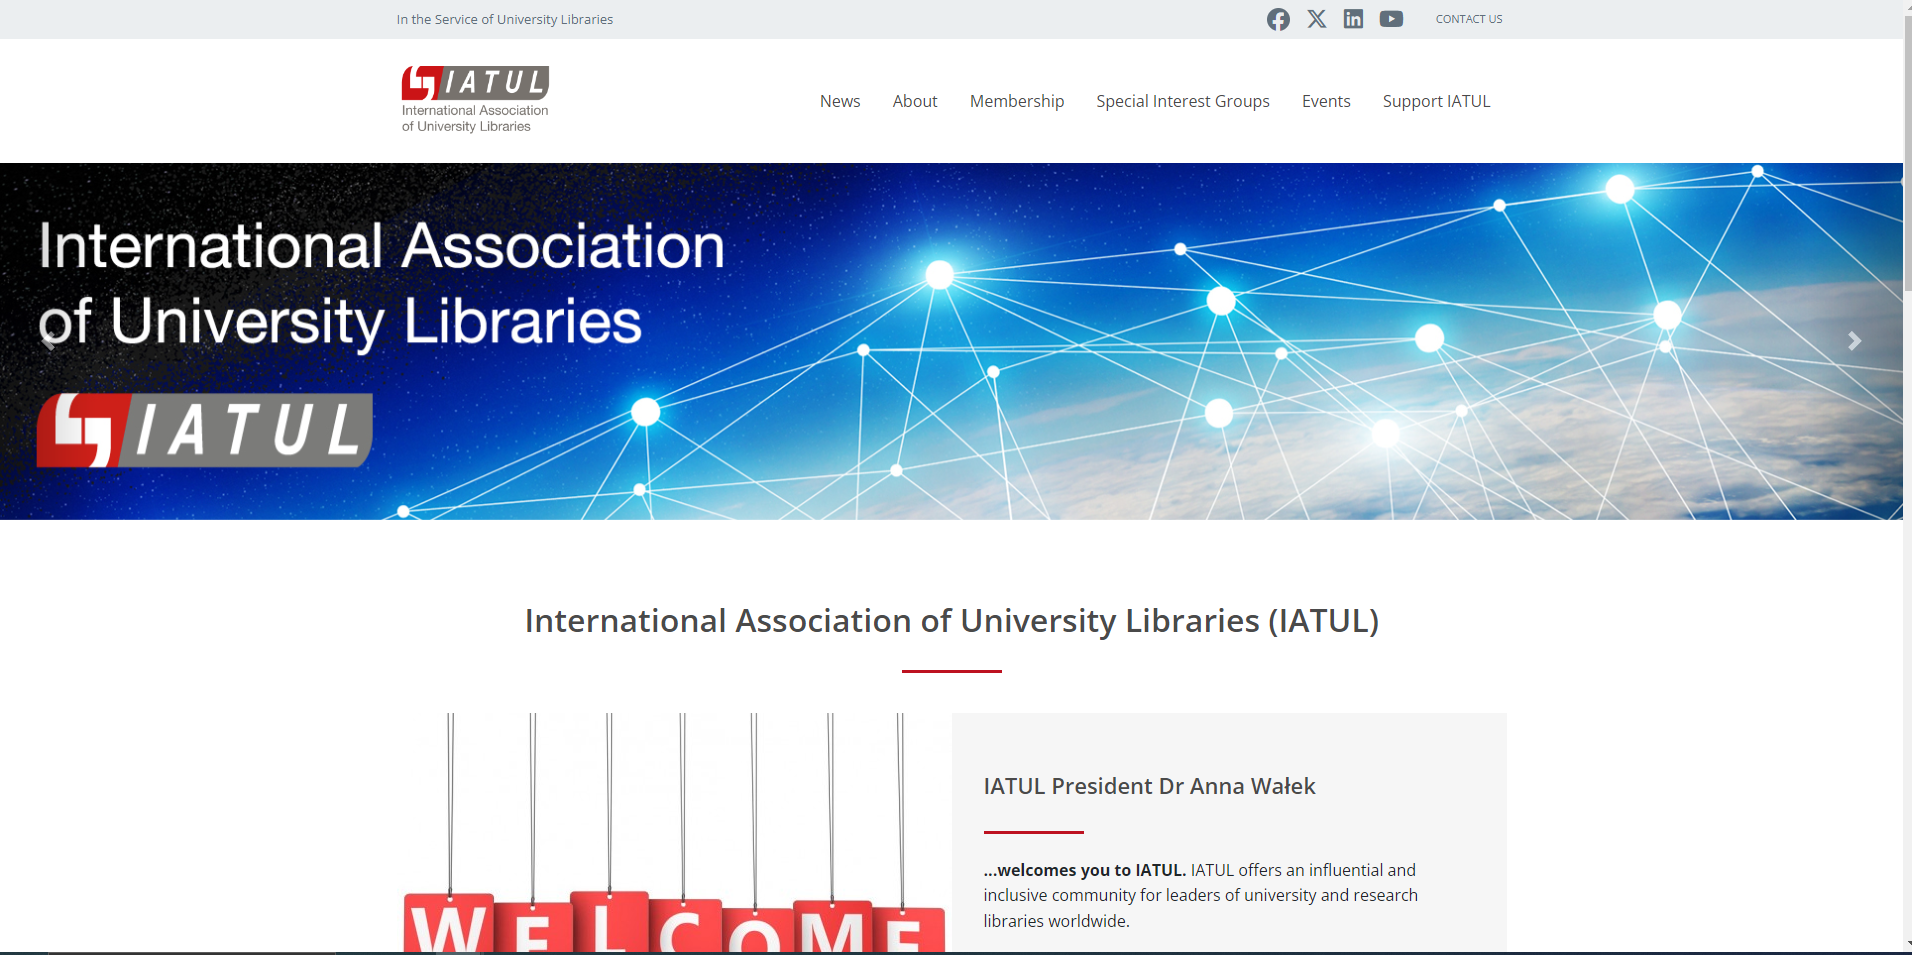 In the Service of University Libraries
CONTACT US
IATUL
International Association
of University Libraries
News About Membership Special Interest Groups Events Support IATUL
International Association
of University Libraries
IATUL
International Association of University Libraries (IATUL)
WELCOME
IATUL President Dr Anna Wałek
...welcomes you to IATUL. IATUL offers an influential and
inclusive community for leaders of university and research
libraries worldwide.